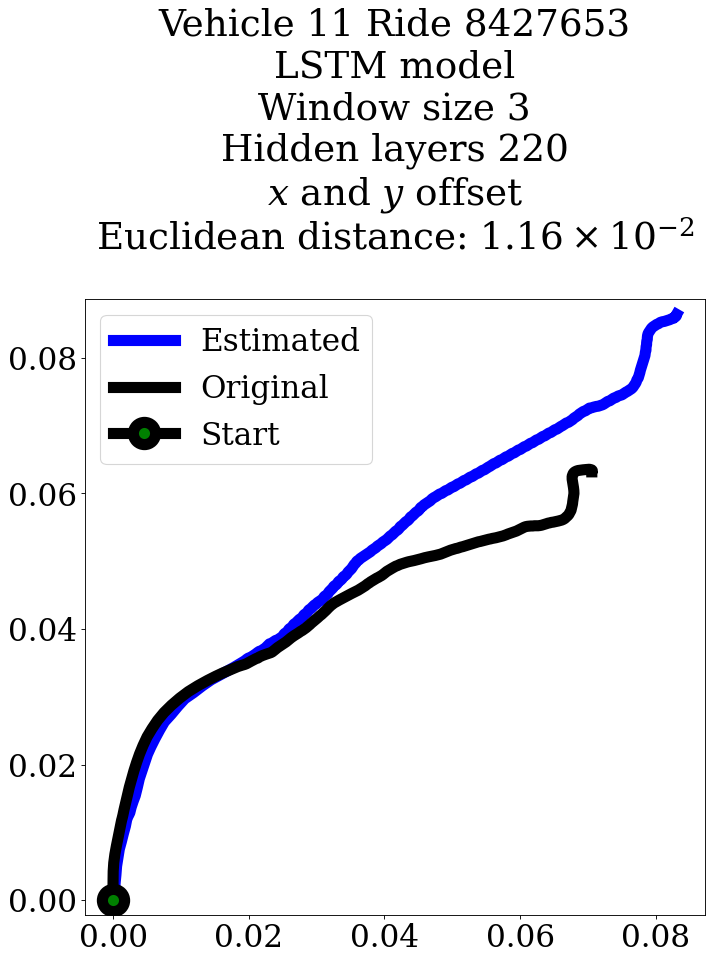 Vehicle 11 Ride 8427653
LSTM model
Window size 3
Hidden layers 220
x and y offset
Euclidean distance: 1.16 × 10⁻²
Estimated
Original
Start
0.08
0.06
0.04
0.02
0.00
0.00 0.02 0.04 0.06 0.08